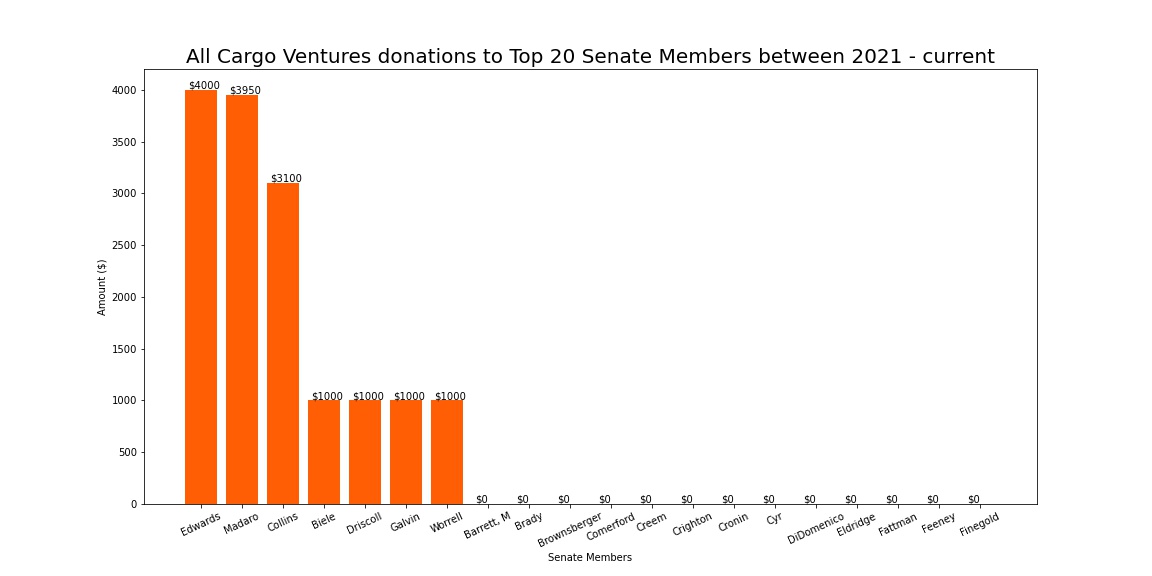 All Cargo Ventures donations to Top 20 Senate Members between 2021 - current
4000
3500
3000
2500
2000
1500
1000
500
0
Amount ($)
$4000
$3950
$3100
$1000
$1000
$1000
$1000
$0
$0
$0
$0
$0
$0
$0
$0
$0
$0
$0
$0
$0
Edwards
Madaro
Collins
Biele
Driscoll
Galvin
Worrell
Barrett, M
Brady
Brownsberger
Comerford
Creem
Crighton
Cronin
Cyr
DiDomenico
Eldridge
Fattman
Feeney
Finegold
Senate Members